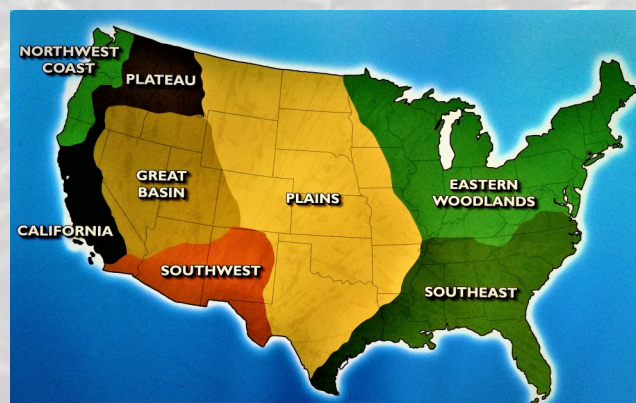 NORTHWEST
COAST
PLATEAU
GREAT
BASIN
PLAINS
EASTERN
WOODLANDS
CALIFORNIA
SOUTHWEST
SOUTHEAST